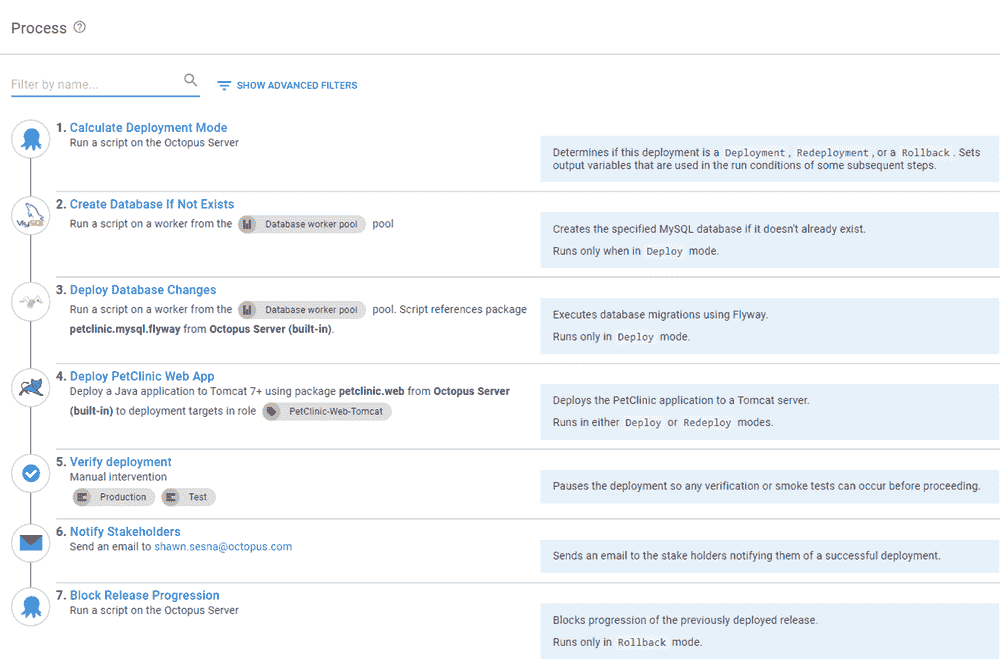 Process
Filter by name...
SHOW ADVANCED FILTERS
1. Calculate Deployment Mode
Run a script on the Octopus Server
Determines if this deployment is a Deployment, Redeployment, or a Rollback. Sets
output variables that are used in the run conditions of some subsequent steps.
2. Create Database If Not Exists
Run a script on a worker from the Database worker pool pool
Creates the specified MySQL database if it doesn't already exist.
Runs only when in Deploy mode.
3. Deploy Database Changes
Run a script on a worker from the Database worker pool pool. Script references package
petclinic.mysql.flyway from Octopus Server (built-in).
Executes database migrations using Flyway.
Runs only in Deploy mode.
4. Deploy PetClinic Web App
Deploy a Java application to Tomcat 7+ using package petclinic.web from Octopus Server
(built-in) to deployment targets in role PetClinic-Web-Tomcat
Deploys the PetClinic application to a Tomcat server.
Runs in either Deploy or Redeploy modes.
5. Verify deployment
Manual intervention
Production Test
Pauses the deployment so any verification or smoke tests can occur before proceeding.
6. Notify Stakeholders
Send an email to shawn.sesna@octopus.com
Sends an email to the stake holders notifying them of a successful deployment.
7. Block Release Progression
Run a script on the Octopus Server
Blocks progression of the previously deployed release.
Runs only in Rollback mode.
MySQL